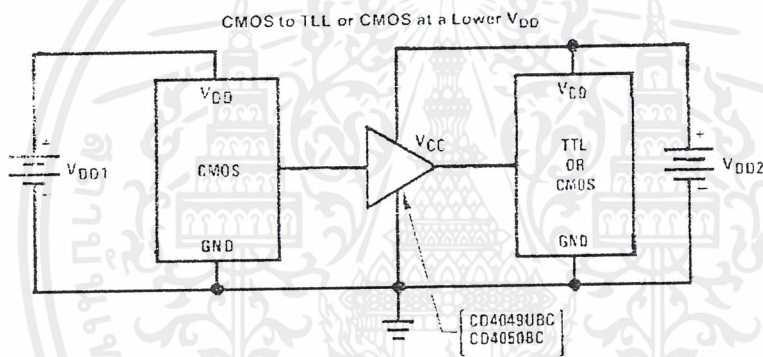 CMOS to TLL or CMOS at a Lower VDD
VDD
VDD
VDD1
CMOS
VCC
TTL
OR
CMOS
VDD2
GND
GND
CD4049UBC
CD4050BC